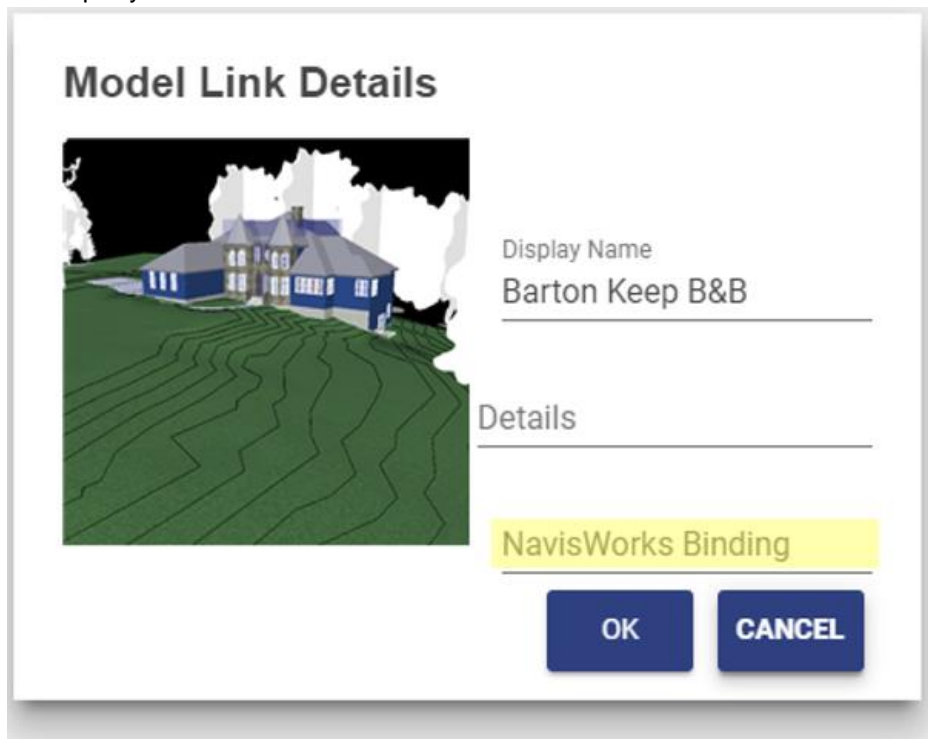 Model Link Details
Display Name
Barton Keep B&B
Details
NavisWorks Binding
OK
CANCEL